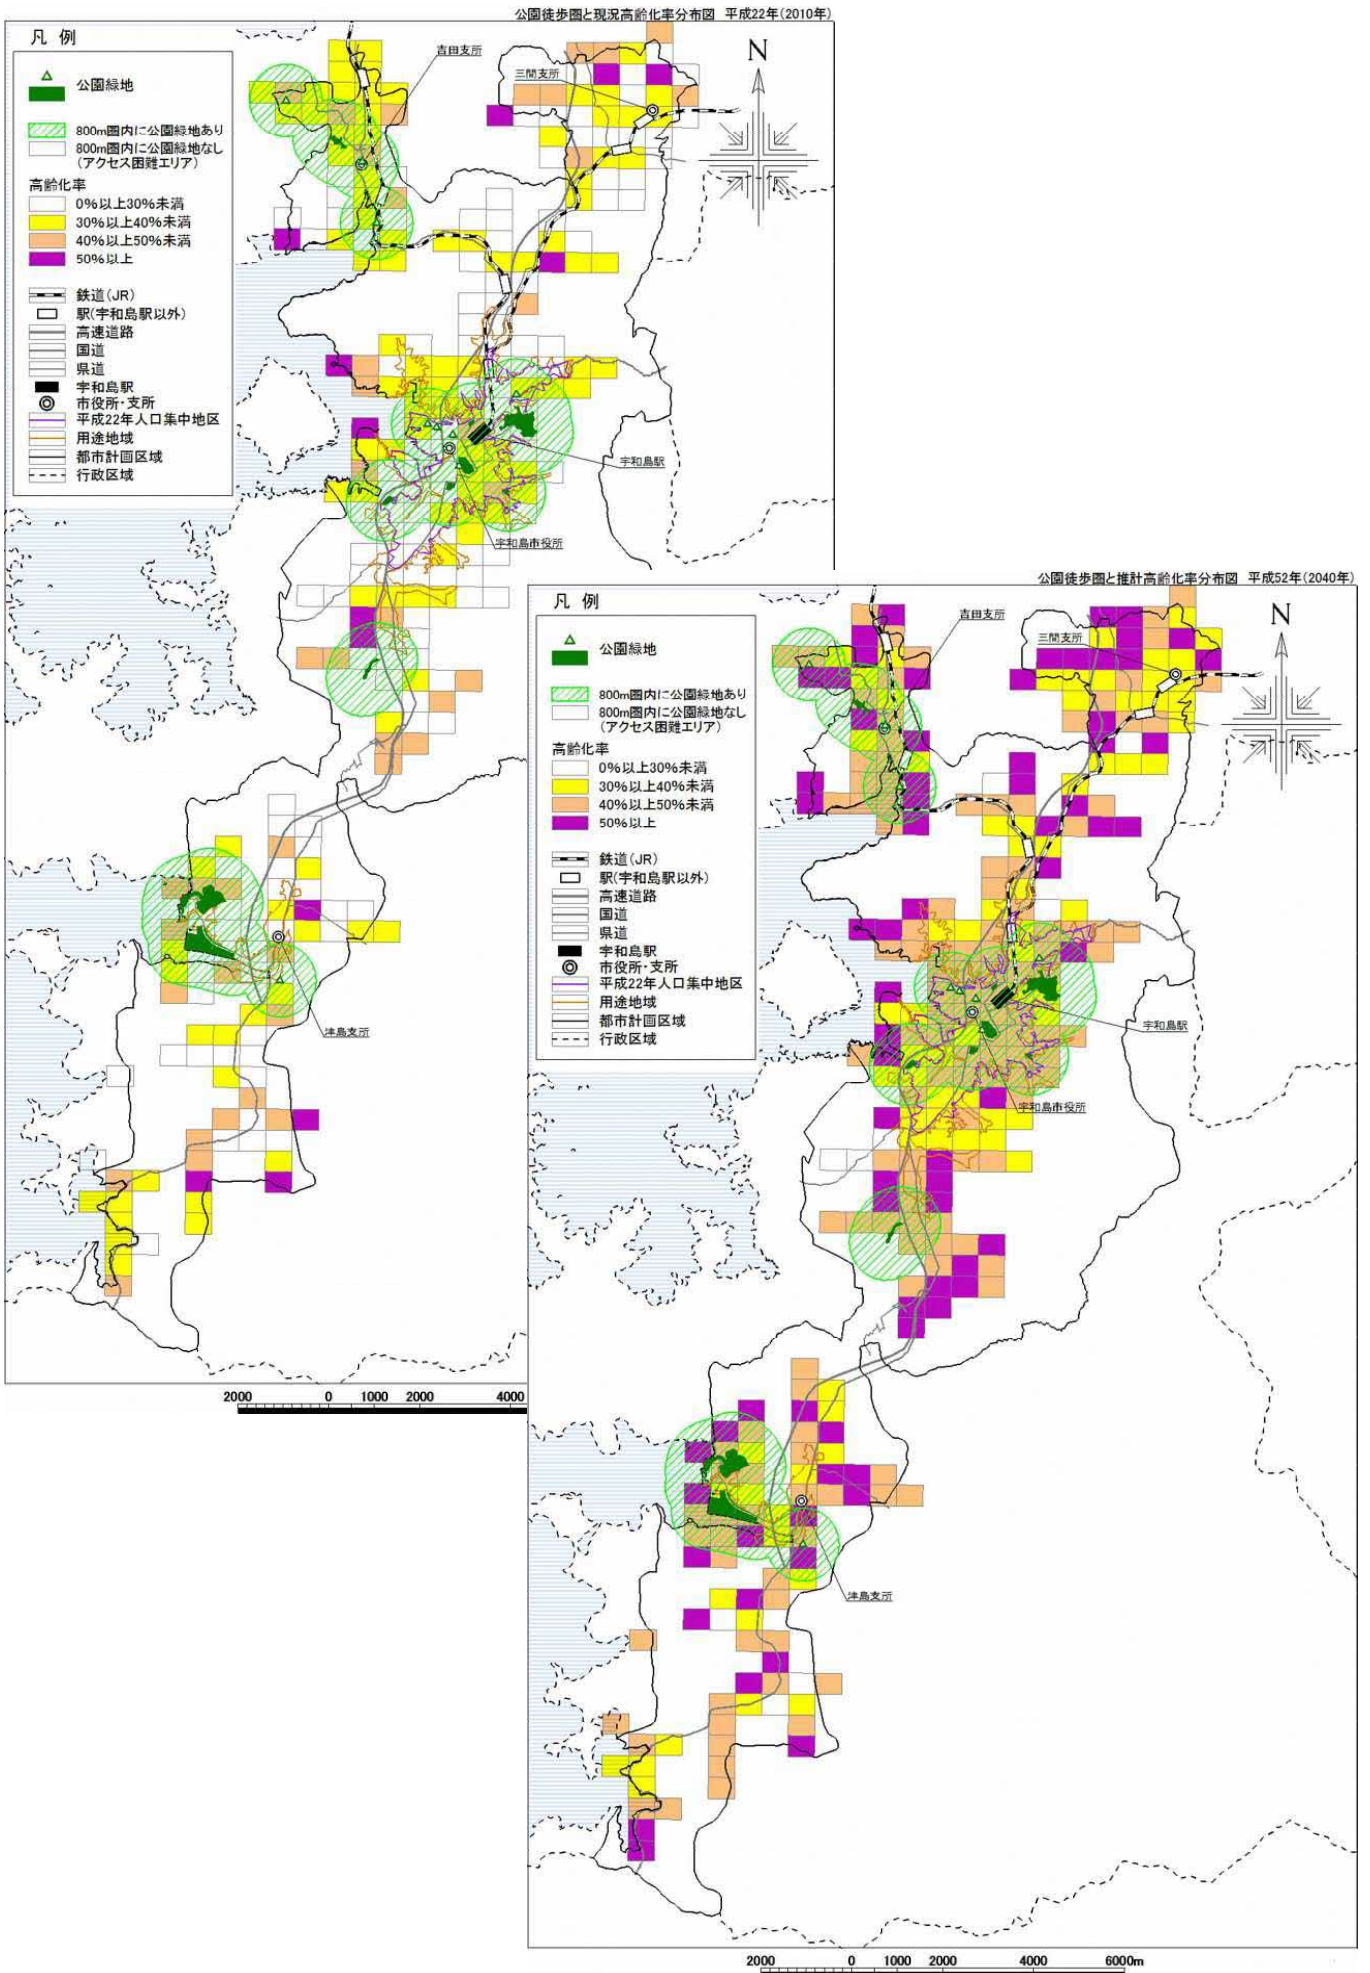 公園徒歩圏と現況高齢化率分布図 平成22年(2010年)
凡 例
公園緑地
800m圏内に公園緑地あり
800m圏内に公園緑地なし
(アクセス困難エリア)
高齢化率
0%以上30%未満
30%以上40%未満
40%以上50%未満
50%以上
鉄道(JR)
駅(宇和島駅以外)
高速道路
国道
県道
宇和島駅
市役所・支所
平成22年人口集中地区
用途地域
都市計画区域
行政区域
吉田支所
三間支所
N
宇和島駅
宇和島市役所
津島支所
2000 0 1000 2000 4000
公園徒歩圏と推計高齢化率分布図 平成52年(2040年)
凡 例
公園緑地
800m圏内に公園緑地あり
800m圏内に公園緑地なし
(アクセス困難エリア)
高齢化率
0%以上30%未満
30%以上40%未満
40%以上50%未満
50%以上
鉄道(JR)
駅(宇和島駅以外)
高速道路
国道
県道
宇和島駅
市役所・支所
平成22年人口集中地区
用途地域
都市計画区域
行政区域
吉田支所
三間支所
N
宇和島駅
宇和島市役所
津島支所
2000 0 1000 2000 4000 6000m